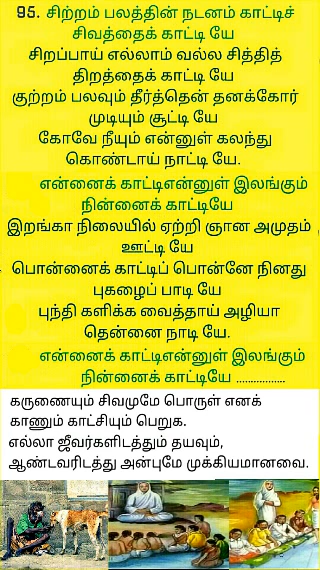 95. சிற்றம் பலத்தின் நடனம் காட்டிச்
சிவத்தைக் காட்டி யே
சிறப்பாய் எல்லாம் வல்ல சித்தித்
திறத்தைக் காட்டி யே
குற்றம் பலவும் தீர்த்தென் தனக்கோர்
முடியும் சூட்டி யே
கோவே நீயும் என்னுள் கலந்து
கொண்டாய் நாட்டி யே.
என்னைக் காட்டிஎன்னுள் இலங்கும்
நின்னைக் காட்டியே
இறங்கா நிலையில் ஏற்றி ஞான அமுதம்
ஊட்டி யே
பொன்னைக் காட்டிப் பொன்னே நினது
புகழைப் பாடி யே
புந்தி களிக்க வைத்தாய் அழியா
தென்னை நாடி யே.
என்னைக் காட்டிஎன்னுள் இலங்கும்
நின்னைக் காட்டியே .................
கருணையும் சிவமுமே பொருள் எனக்
காணும் காட்சியும் பெறுக.
எல்லா ஜீவர்களிடத்தும் தயவும்,
ஆண்டவரிடத்து அன்புமே முக்கியமானவை.